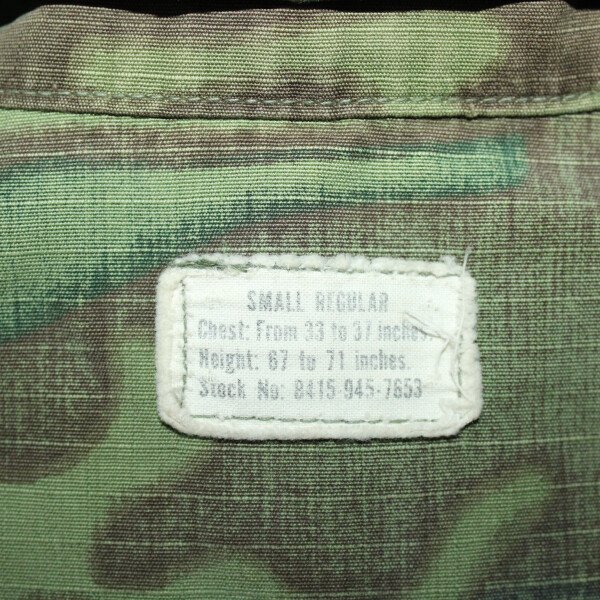 SMALL REGULAR
Chest: From 33 to 37 inches.
Height: 67 to 71 inches.
Stock No: 8415-945-7653